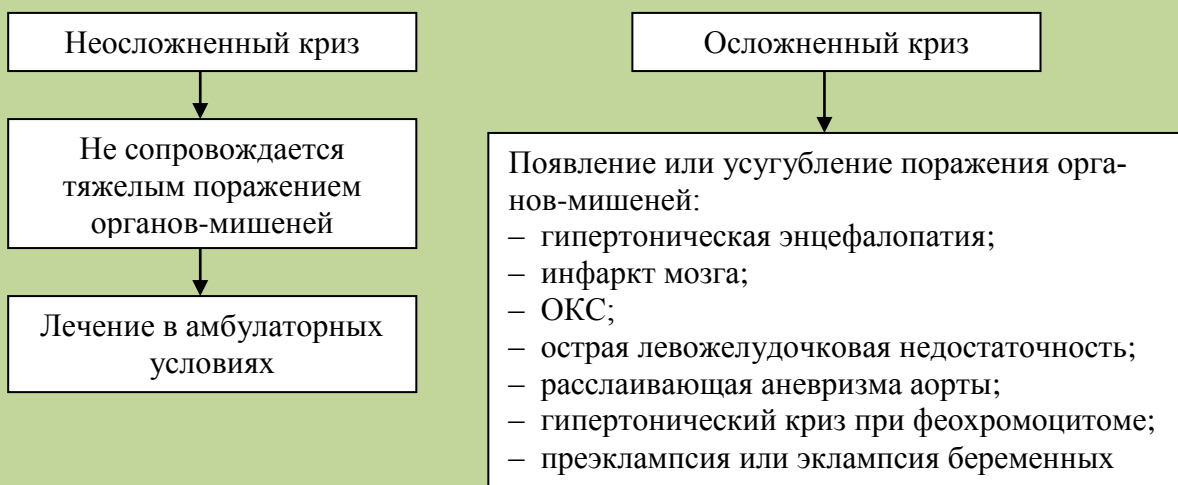 Неосложненный криз
Не сопровождается
тяжелым поражением
органов-мишеней
Лечение в амбулаторных
условиях
Осложненный криз
Появление или усугубление поражения орга-
нов-мишеней:
– гипертоническая энцефалопатия;
– инфаркт мозга;
– ОКС;
– острая левожелудочковая недостаточность;
– расслаивающая аневризма аорты;
– гипертонический криз при феохромоцитоме;
– преэклампсия или эклампсия беременных